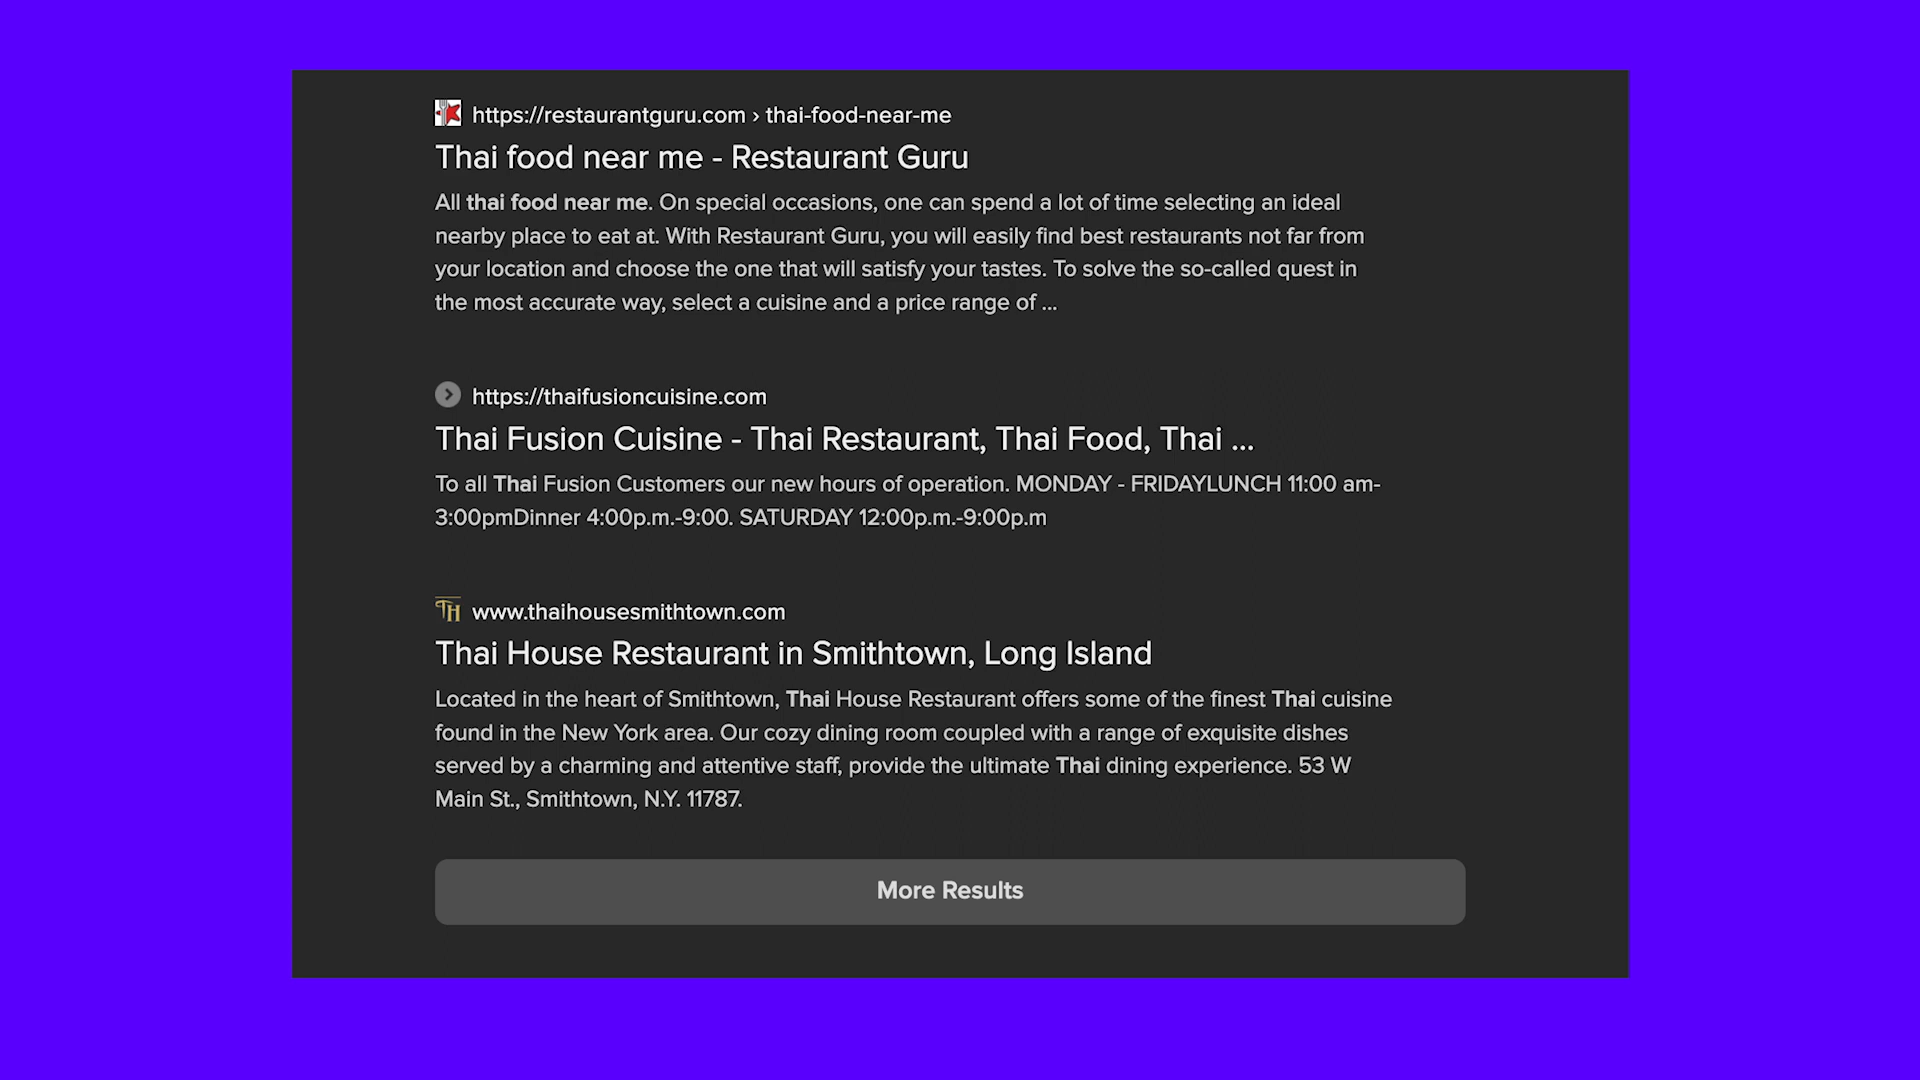 https://restaurantguru.com › thai-food-near-me
Thai food near me - Restaurant Guru
All thai food near me. On special occasions, one can spend a lot of time selecting an ideal
nearby place to eat at. With Restaurant Guru, you will easily find best restaurants not far from
your location and choose the one that will satisfy your tastes. To solve the so-called quest in
the most accurate way, select a cuisine and a price range of ...
https://thaifusioncuisine.com
Thai Fusion Cuisine - Thai Restaurant, Thai Food, Thai ...
To all Thai Fusion Customers our new hours of operation. MONDAY - FRIDAYLUNCH 11:00 am-
3:00pmDinner 4:00p.m.-9:00. SATURDAY 12:00p.m.-9:00p.m
TH www.thaihousesmithtown.com
Thai House Restaurant in Smithtown, Long Island
Located in the heart of Smithtown, Thai House Restaurant offers some of the finest Thai cuisine
found in the New York area. Our cozy dining room coupled with a range of exquisite dishes
served by a charming and attentive staff, provide the ultimate Thai dining experience. 53 W
Main St., Smithtown, N.Y. 11787.
More Results